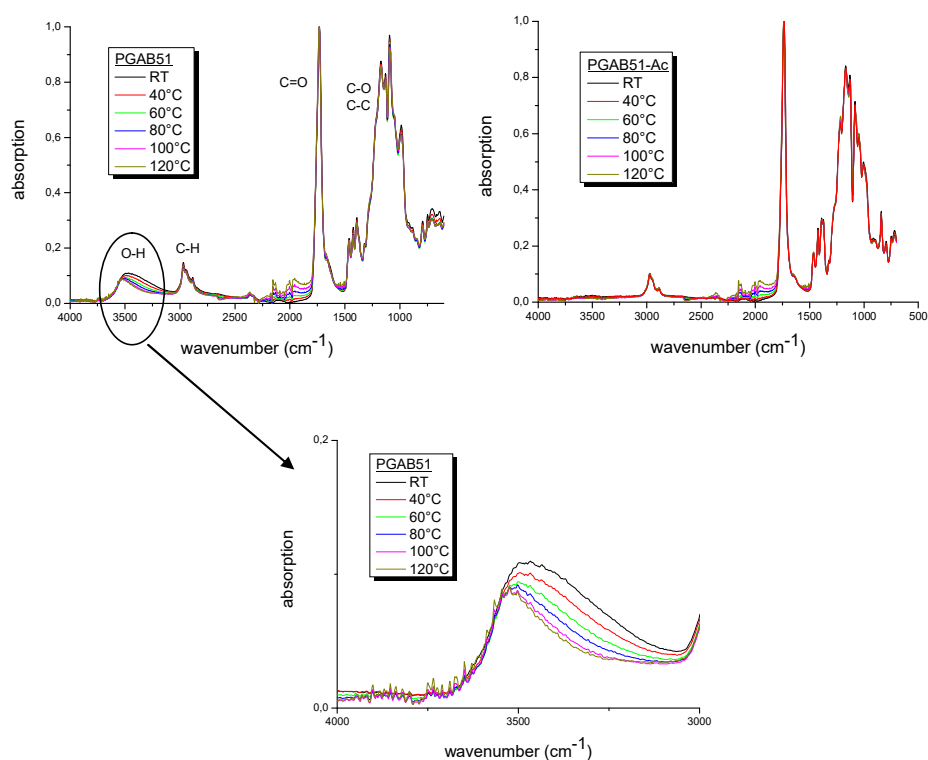 1,0
0,8
0,6
0,4
0,2
0,0
absorption
PGAB51
RT
40°C
60°C
80°C
100°C
120°C
C=O
C-O
C-C
O-H
C-H
4000 3500 3000 2500 2000 1500 1000
wavenumber (cm⁻¹)
1,0
0,8
0,6
0,4
0,2
0,0
absorption
PGAB51-Ac
RT
40°C
60°C
80°C
100°C
120°C
4000 3500 3000 2500 2000 1500 1000 500
wavenumber (cm⁻¹)
0,2
0,0
absorption
PGAB51
RT
40°C
60°C
80°C
100°C
120°C
4000 3500 3000
wavenumber (cm⁻¹)